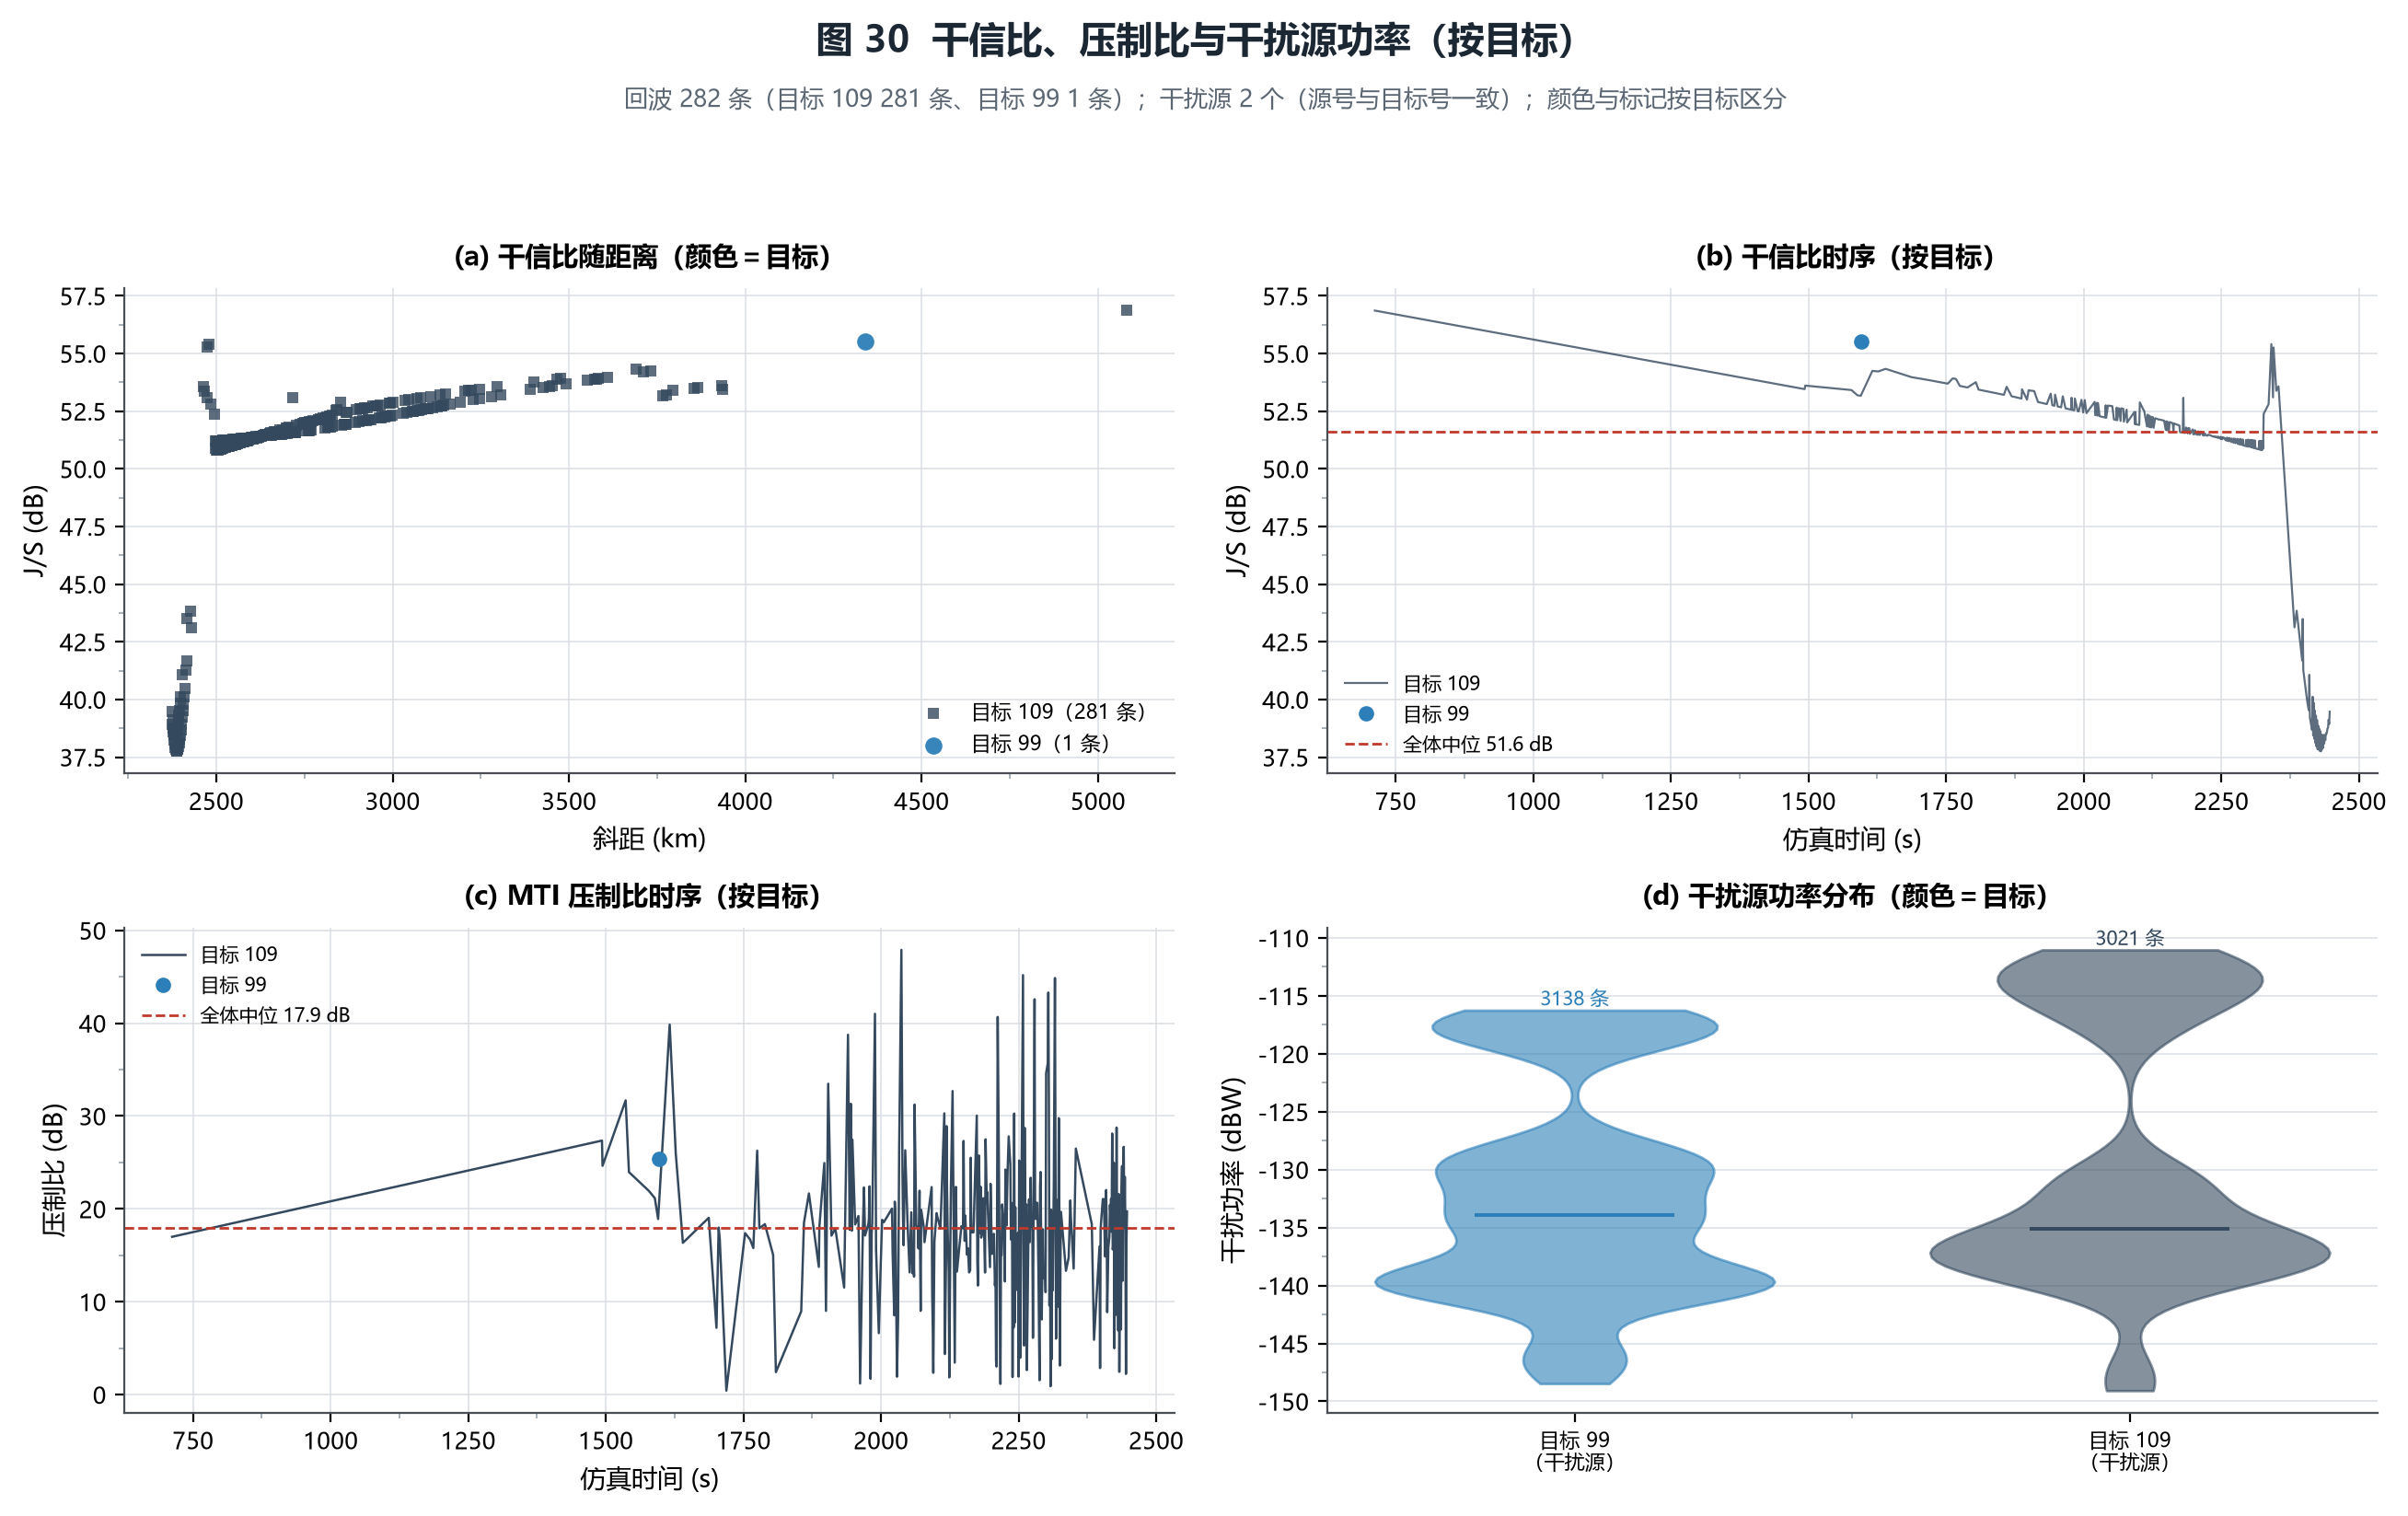 图 30 干信比、压制比与干扰源功率（按目标）
回波 282 条（目标 109 281 条、目标 99 1 条）；干扰源 2 个（源号与目标号一致）；颜色与标记按目标区分
(a) 干信比随距离（颜色＝目标）
57.5
55.0
52.5
50.0
47.5
45.0
42.5
40.0
37.5
J/S (dB)
目标 109（281 条）
目标 99（1 条）
2500 3000 3500 4000 4500 5000
斜距 (km)
(b) 干信比时序（按目标）
57.5
55.0
52.5
50.0
47.5
45.0
42.5
40.0
37.5
J/S (dB)
目标 109
目标 99
全体中位 51.6 dB
750 1000 1250 1500 1750 2000 2250 2500
仿真时间 (s)
(c) MTI 压制比时序（按目标）
50
40
30
20
10
0
压制比 (dB)
目标 109
目标 99
全体中位 17.9 dB
750 1000 1250 1500 1750 2000 2250 2500
仿真时间 (s)
(d) 干扰源功率分布（颜色＝目标）
-110
-115
-120
-125
-130
-135
-140
-145
-150
干扰功率 (dBW)
3138 条
3021 条
目标 99
（干扰源）
目标 109
（干扰源）